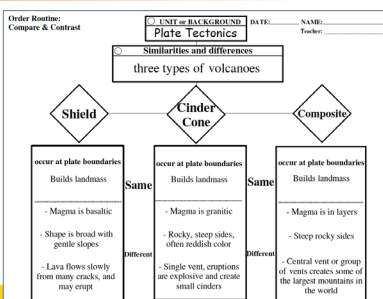 Order Routine:
Compare & Contrast
UNIT or BACKGROUND
DATE:
NAME:
Plate Tectonics
Teacher:
Similarities and differences
three types of volcanoes
Shield
Cinder
Cone
Composite
occur at plate boundaries
Builds landmass
- Magma is basaltic
- Shape is broad with
gentle slopes
- Lava flows slowly
from many cracks, and
may erupt
Same
Different
occur at plate boundaries
Builds landmass
- Magma is granitic
- Rocky, steep sides,
often reddish color
- Single vent, eruptions
are explosive and create
small cinders
Same
Different
occur at plate boundaries
Builds landmass
- Magma is in layers
- Steep rocky sides
- Central vent or group
of vents creates some of
the largest mountains in
the world